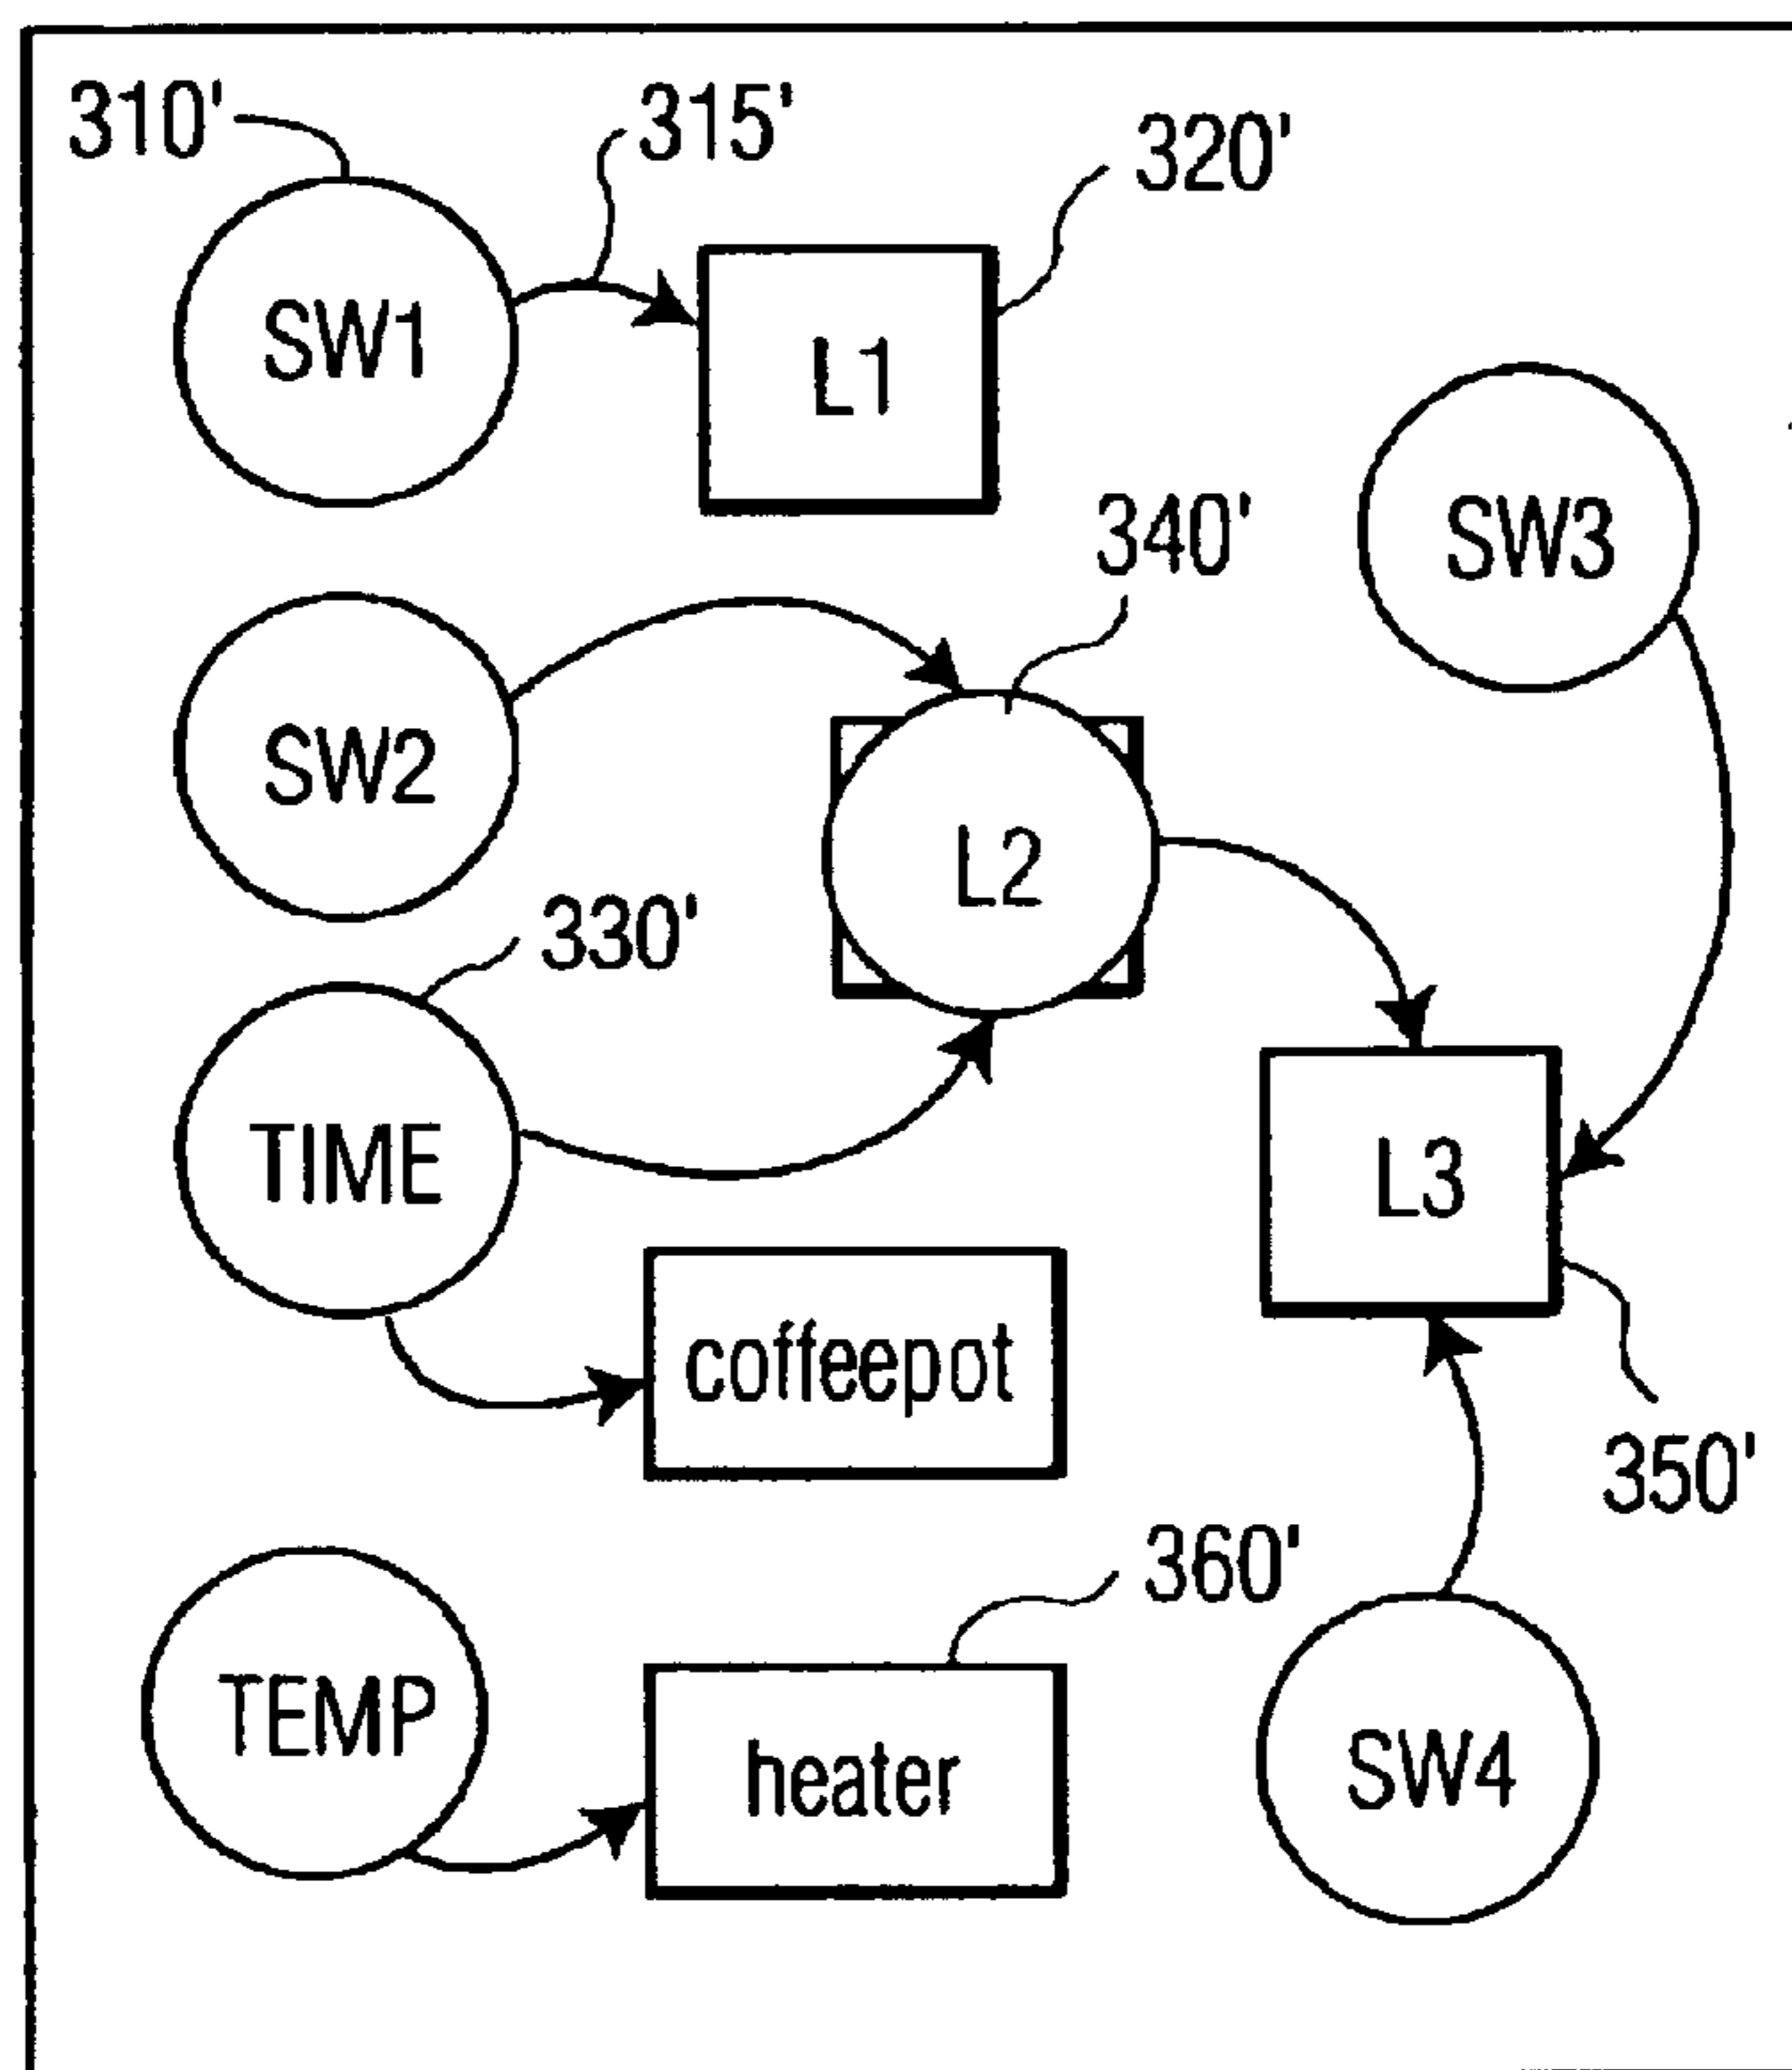 310'
315'
320'
SW1
L1
SW3
340'
SW2
L2
330'
TIME
L3
coffeepot
350'
360'
TEMP
heater
SW4